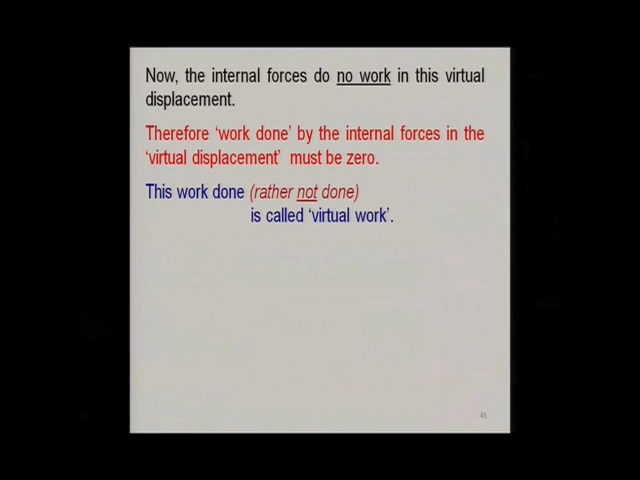 Now, the internal forces do no work in this virtual
displacement.
Therefore ‘work done’ by the internal forces in the
‘virtual displacement’ must be zero.
This work done (rather not done)
is called ‘virtual work’.
45